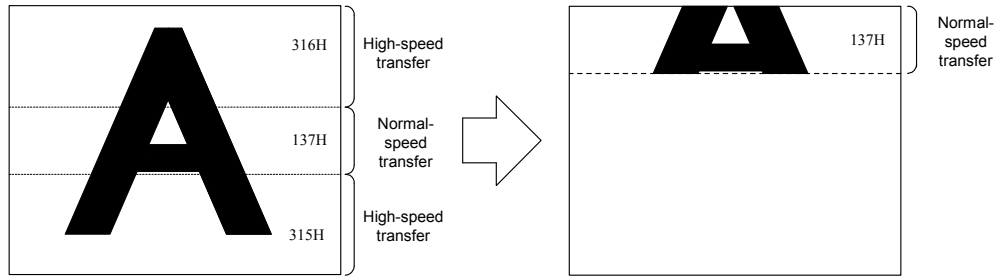 316H
High-speed
transfer
137H
Normal-
speed
transfer
315H
High-speed
transfer
A
137H
Normal-
speed
transfer